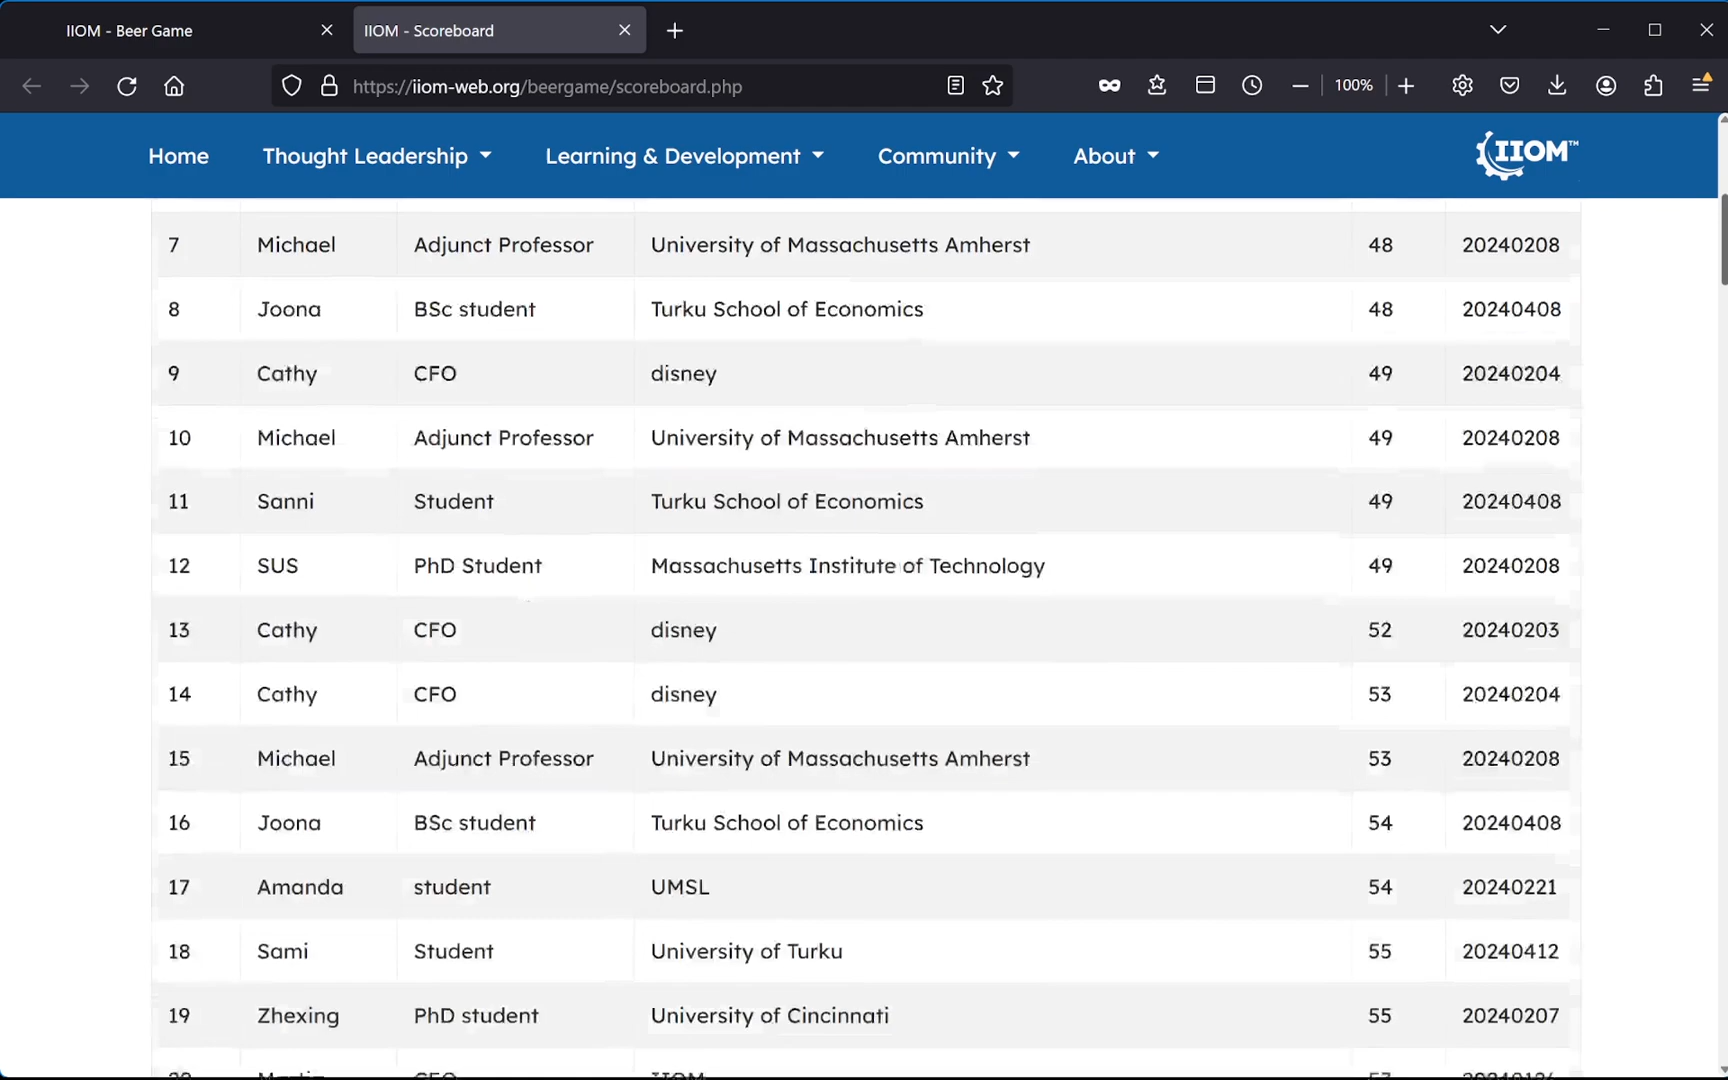 IIOM - Beer Game
IIOM - Scoreboard
https://iiom-web.org/beergame/scoreboard.php
100%
Home Thought Leadership Learning & Development Community About IIOM™
7 Michael Adjunct Professor University of Massachusetts Amherst 48 20240208
8 Joona BSc student Turku School of Economics 48 20240408
9 Cathy CFO disney 49 20240204
10 Michael Adjunct Professor University of Massachusetts Amherst 49 20240208
11 Sanni Student Turku School of Economics 49 20240408
12 SUS PhD Student Massachusetts Institute of Technology 49 20240208
13 Cathy CFO disney 52 20240203
14 Cathy CFO disney 53 20240204
15 Michael Adjunct Professor University of Massachusetts Amherst 53 20240208
16 Joona BSc student Turku School of Economics 54 20240408
17 Amanda student UMSL 54 20240221
18 Sami Student University of Turku 55 20240412
19 Zhexing PhD student University of Cincinnati 55 20240207